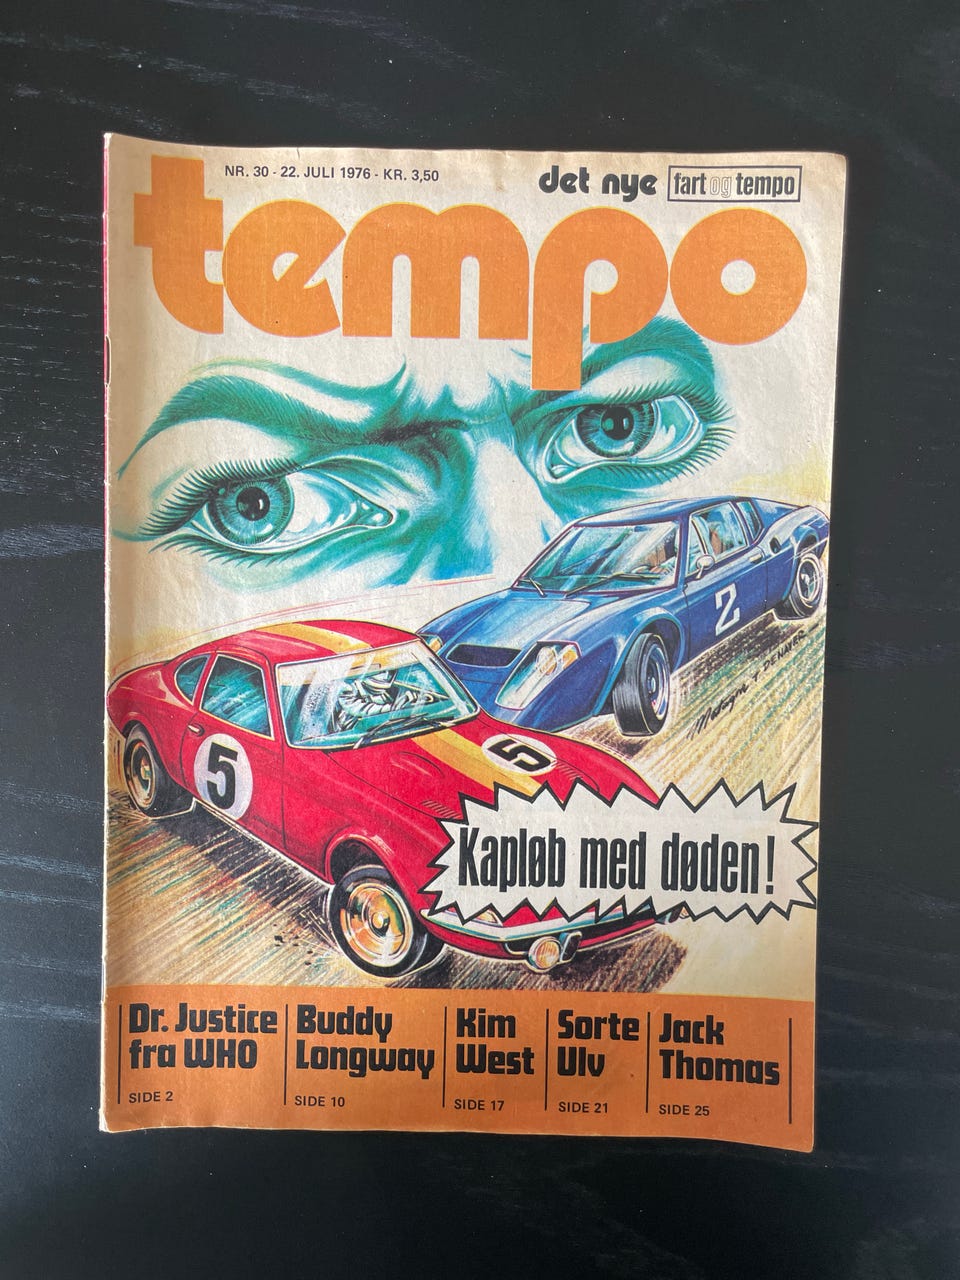 NR. 30 - 22. JULI 1976 - KR. 3,50
det nye fart og tempo
tempo
2
5
5
Kapløb med døden!
Dr. Justice
fra WHO
SIDE 2
Buddy
Longway
SIDE 10
Kim
West
SIDE 17
Sorte
Ulv
SIDE 21
Jack
Thomas
SIDE 25